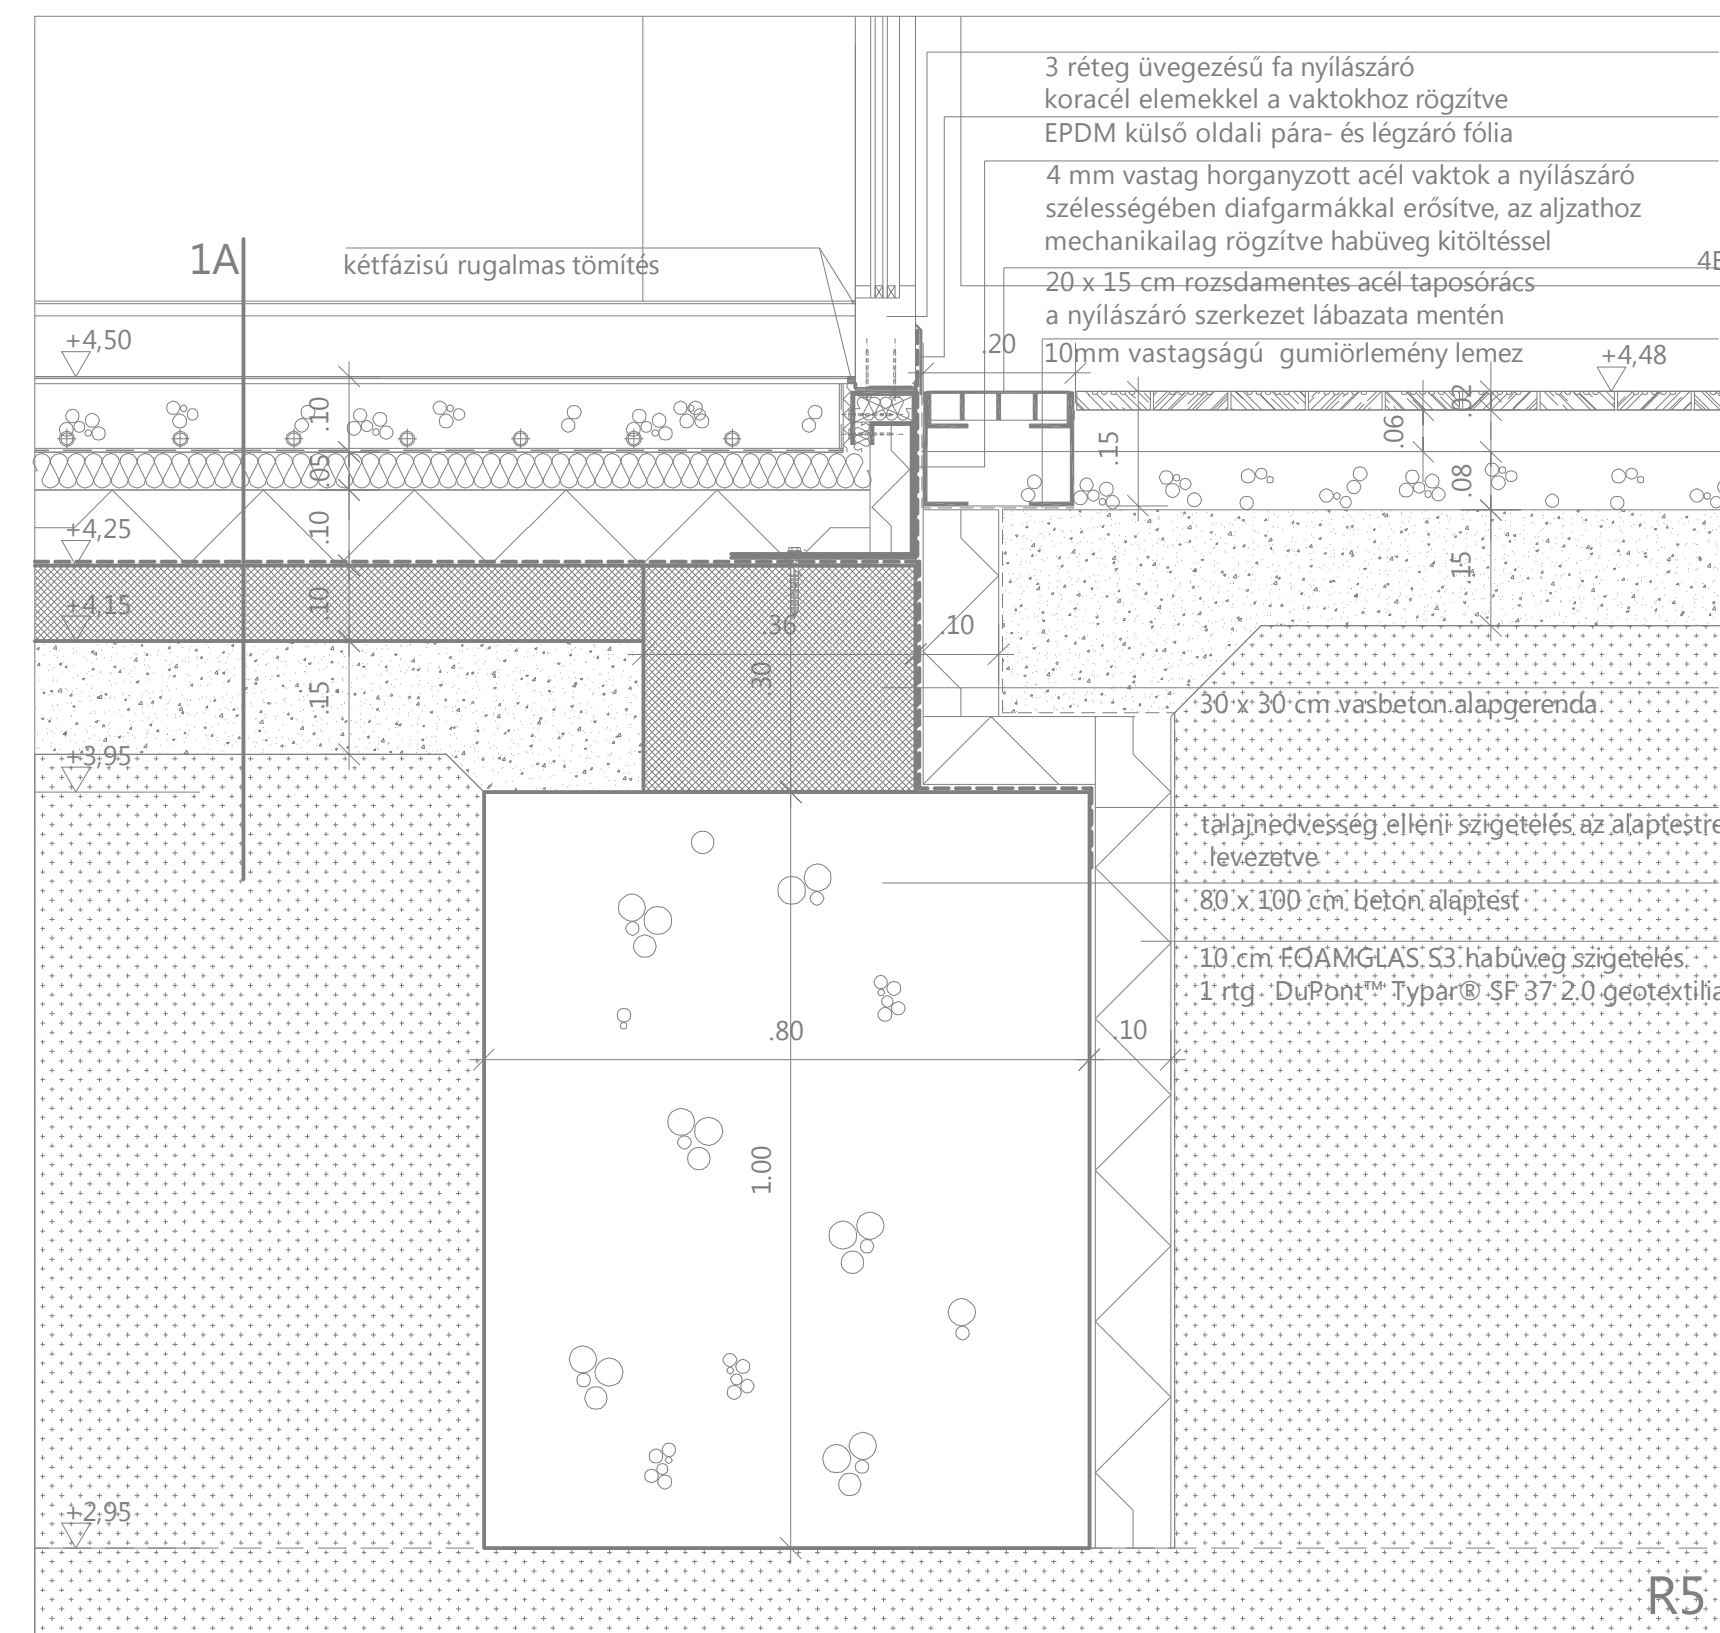 3 réteg üvegezésű fa nyílászáró
koracél elemekkel a vaktokhoz rögzítve
EPDM külső oldali pára- és légzáró fólia
4 mm vastag horganyzott acél vaktok a nyílászáró
szélességében diafgarmákkal erősítve, az aljzathoz
mechanikailag rögzítve habüveg kitöltéssel
1A
kétfázisú rugalmas tömítés
4E
20 x 15 cm rozsdamentes acél taposórács
a nyílászáró szerkezet lábazata mentén
10mm vastagságú gumiörlemény lemez
+4,50
.20
+4,48
.10
.02
.06
.15
.05
.08
+4,25
.10
.15
+4,15
.10
.36
.10
.30
.15
30 x 30 cm vasbeton alapgerenda
+3,95
talajnedvesség elleni szigetelés az alaptestre
levezetve
80 x 100 cm beton alaptest
10 cm FOAMGLAS S3 habüveg szigetelés
1 rtg DuPont™ Typar® SF 37 2.0 geotextilia
.80
.10
1.00
+2,95
R5